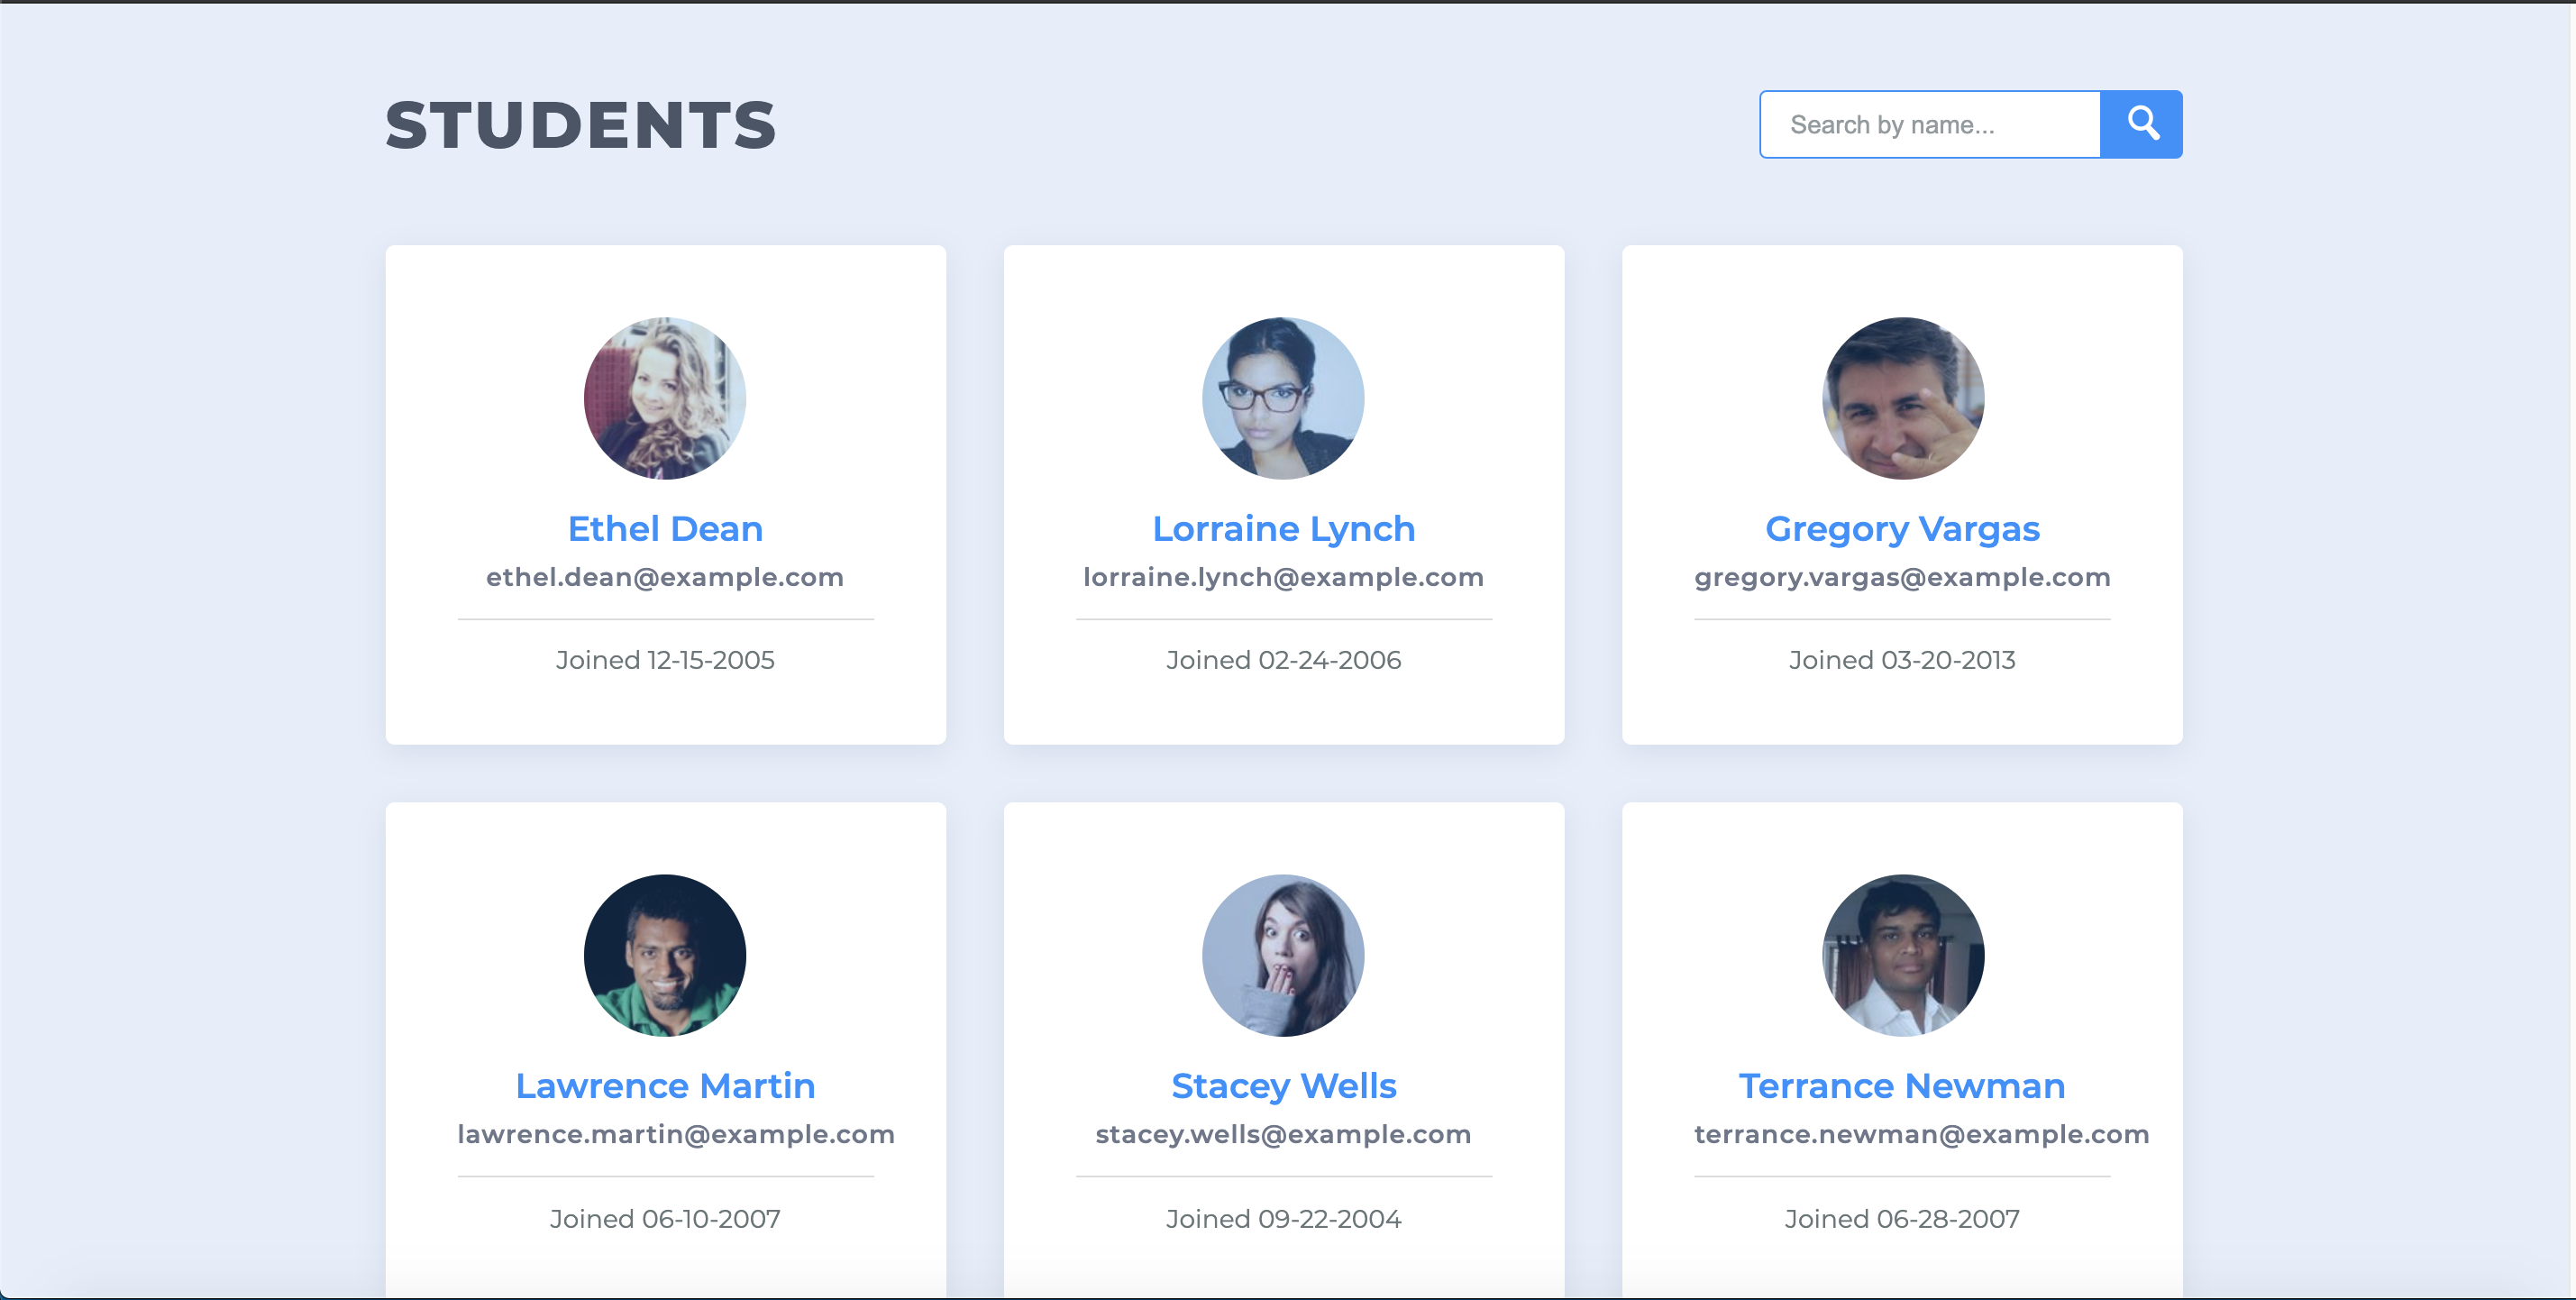 STUDENTS
Search by name...
Ethel Dean
ethel.dean@example.com
Joined 12-15-2005
Lorraine Lynch
lorraine.lynch@example.com
Joined 02-24-2006
Gregory Vargas
gregory.vargas@example.com
Joined 03-20-2013
Lawrence Martin
lawrence.martin@example.com
Joined 06-10-2007
Stacey Wells
stacey.wells@example.com
Joined 09-22-2004
Terrance Newman
terrance.newman@example.com
Joined 06-28-2007